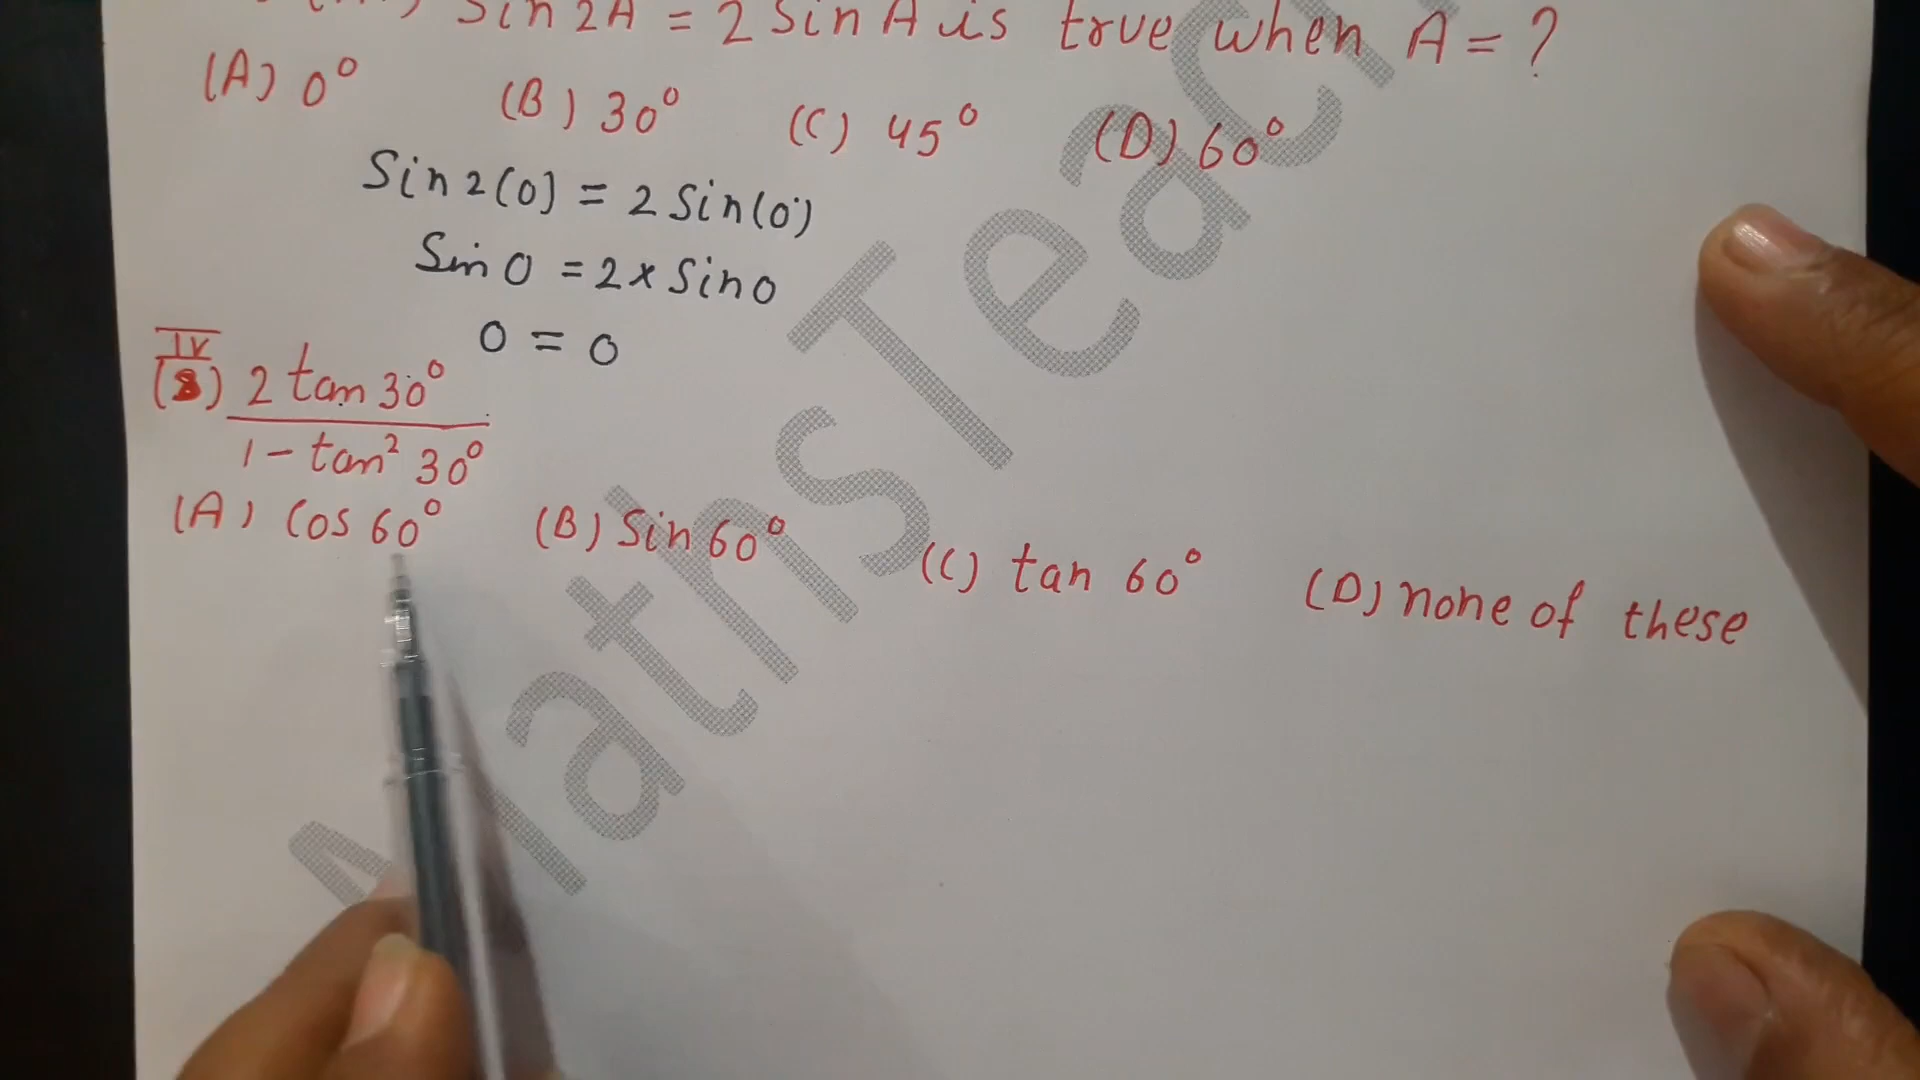 Sin 2A = 2 Sin A is true when A = ?
(A) 0° (B) 30° (C) 45° (D) 60°
Sin 2(0) = 2 Sin(0)
Sin 0 = 2 × Sin 0
0 = 0
IV
(8) 2 tan 30°
1 - tan² 30°
(A) Cos 60° (B) Sin 60° (C) tan 60° (D) none of these